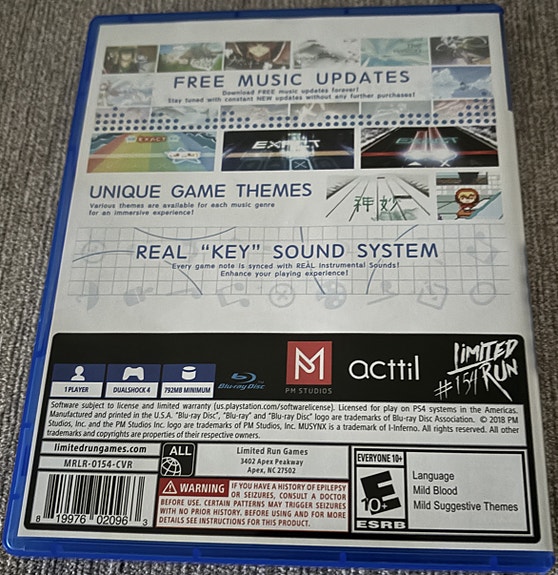 FREE MUSIC UPDATES
Download FREE music updates forever!
Stay tuned with constant NEW updates without any further purchases!
EXACT
EXACT
UNIQUE GAME THEMES
Various themes are available for each music genre
for an immersive experience!
神妙
REAL "KEY" SOUND SYSTEM
Every game note is synced with REAL Instrumental Sounds!
Enhance your playing experience!
1 PLAYER
DUALSHOCK 4
792MB MINIMUM
Blu-ray Disc
M
PM STUDIOS
acttil
LIMITED
RUN
#154
Software subject to license and limited warranty (us.playstation.com/softwarelicense). Licensed for play on PS4 systems in the Americas.
Manufactured and printed in the U.S.A. "Blu-ray Disc", "Blu-ray" and "Blu-ray Disc" logo are trademarks of Blu-ray Disc Association. © 2018 PM
Studios, Inc. and the PM Studios Inc. logo are trademarks of PM Studios, Inc. MUSYNX is a trademark of I-Inferno. All rights reserved. All other
trademarks and copyrights are properties of their respective owners.
limitedrungames.com
MRLR-0154-CVR
8 19976 02096 3
ALL
Limited Run Games
3402 Apex Peakway
Apex, NC 27502
WARNING
IF YOU HAVE A HISTORY OF EPILEPSY
OR SEIZURES, CONSULT A DOCTOR
BEFORE USE. CERTAIN PATTERNS MAY TRIGGER SEIZURES
WITH NO PRIOR HISTORY. BEFORE USING AND FOR MORE
DETAILS SEE INSTRUCTIONS FOR THIS PRODUCT.
EVERYONE 10+
E
10+
ESRB
Language
Mild Blood
Mild Suggestive Themes